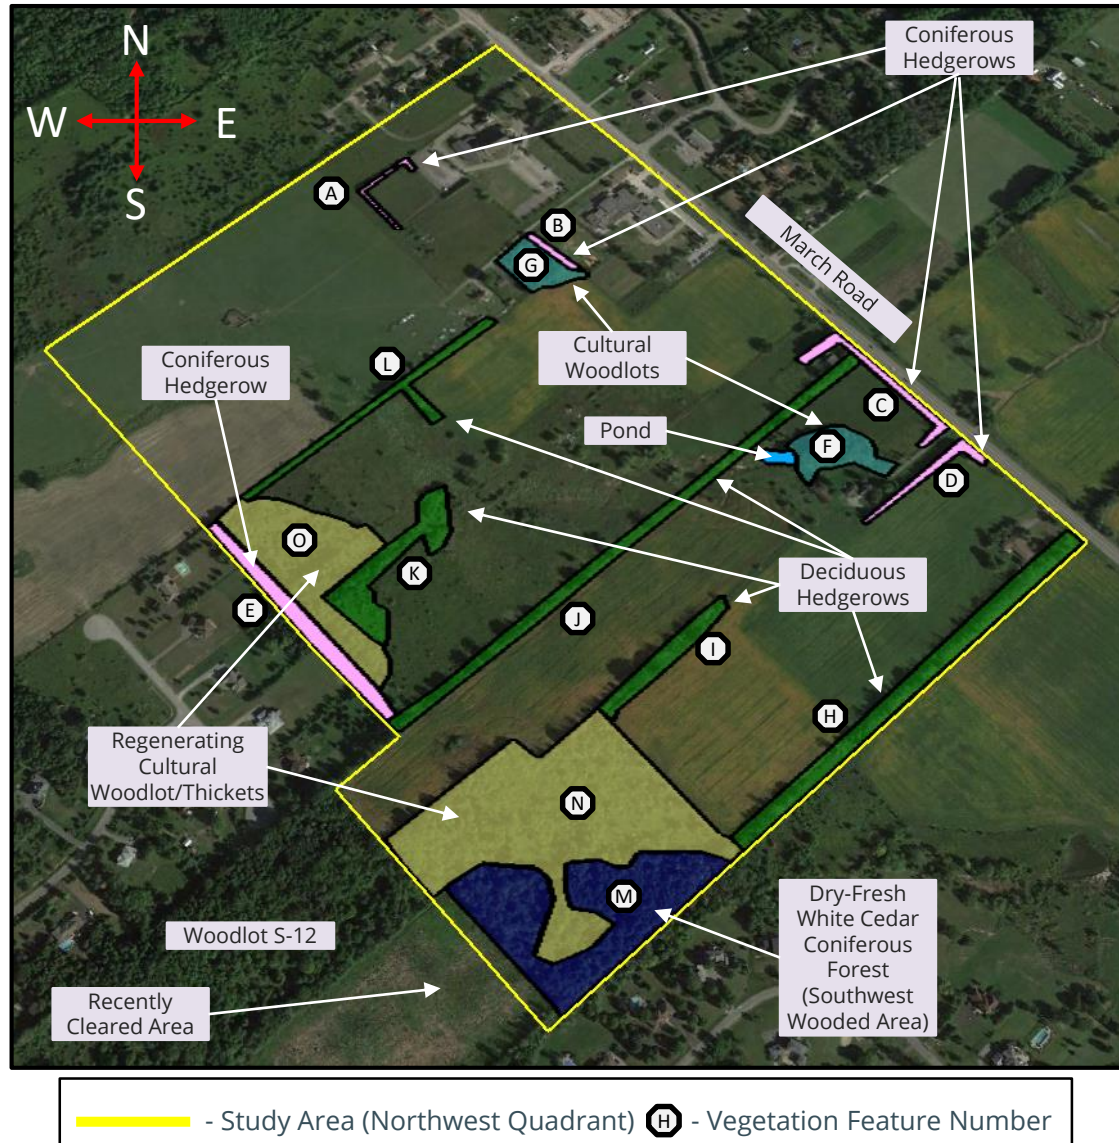 N
W
E
S
Coniferous
Hedgerows
A
B
G
March Road
Coniferous
Hedgerow
L
Cultural
Woodlots
C
Pond
F
D
O
K
E
Deciduous
Hedgerows
J
I
H
Regenerating
Cultural
Woodlot/Thickets
N
M
Dry-Fresh
White Cedar
Coniferous
Forest
(Southwest
Wooded Area)
Woodlot S-12
Recently
Cleared Area
- Study Area (Northwest Quadrant) H - Vegetation Feature Number